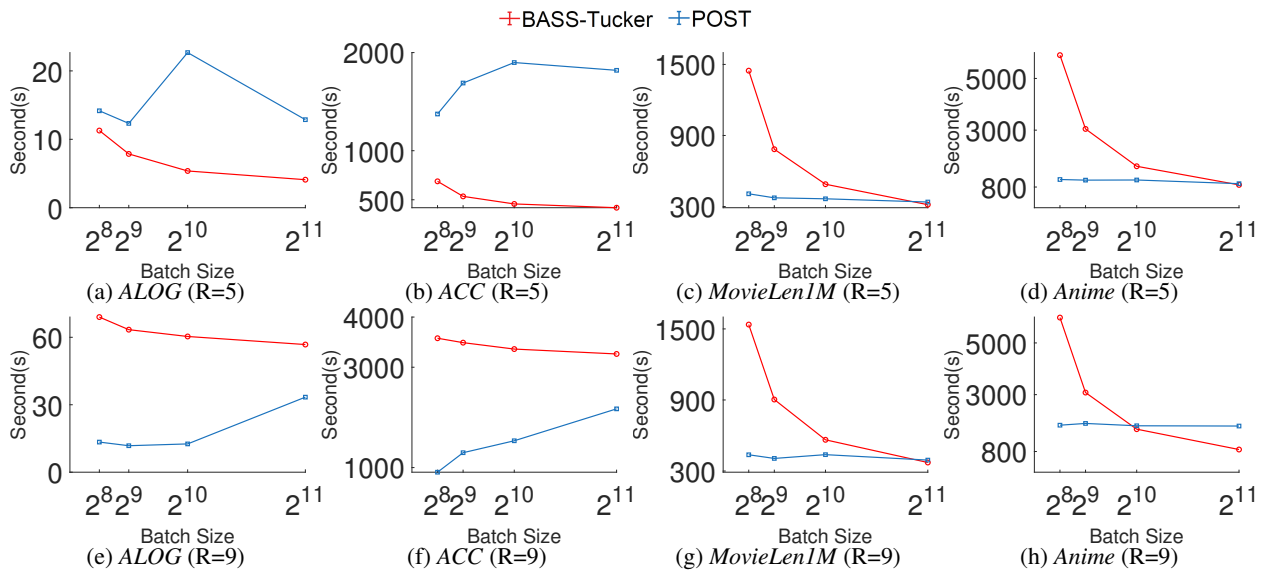 BASS-Tucker POST
Second(s)
20
10
0
2^8 2^9 2^10 2^11
Batch Size
(a) ALOG (R=5)
Second(s)
2000
1000
500
2^8 2^9 2^10 2^11
Batch Size
(b) ACC (R=5)
Second(s)
1500
900
300
2^8 2^9 2^10 2^11
Batch Size
(c) MovieLen1M (R=5)
Second(s)
5000
3000
800
2^8 2^9 2^10 2^11
Batch Size
(d) Anime (R=5)
Second(s)
60
30
0
2^8 2^9 2^10 2^11
Batch Size
(e) ALOG (R=9)
Second(s)
4000
3000
1000
2^8 2^9 2^10 2^11
Batch Size
(f) ACC (R=9)
Second(s)
1500
900
300
2^8 2^9 2^10 2^11
Batch Size
(g) MovieLen1M (R=9)
Second(s)
5000
3000
800
2^8 2^9 2^10 2^11
Batch Size
(h) Anime (R=9)